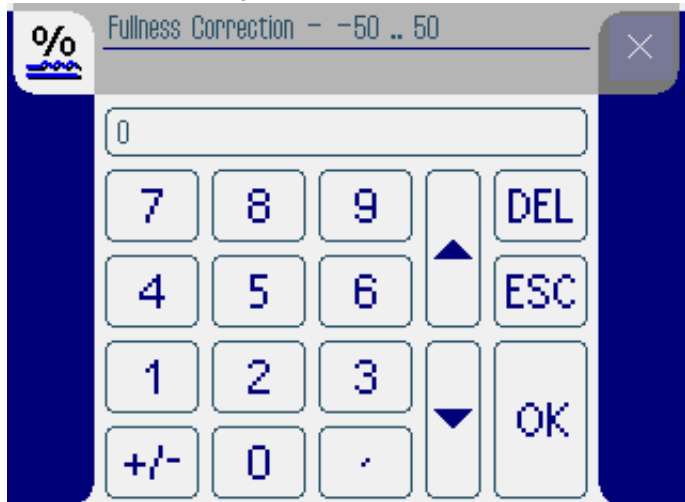 %
Fullness Correction - -50 .. 50
0
7 8 9 DEL
4 5 6 ESC
1 2 3
OK
+/- 0 .